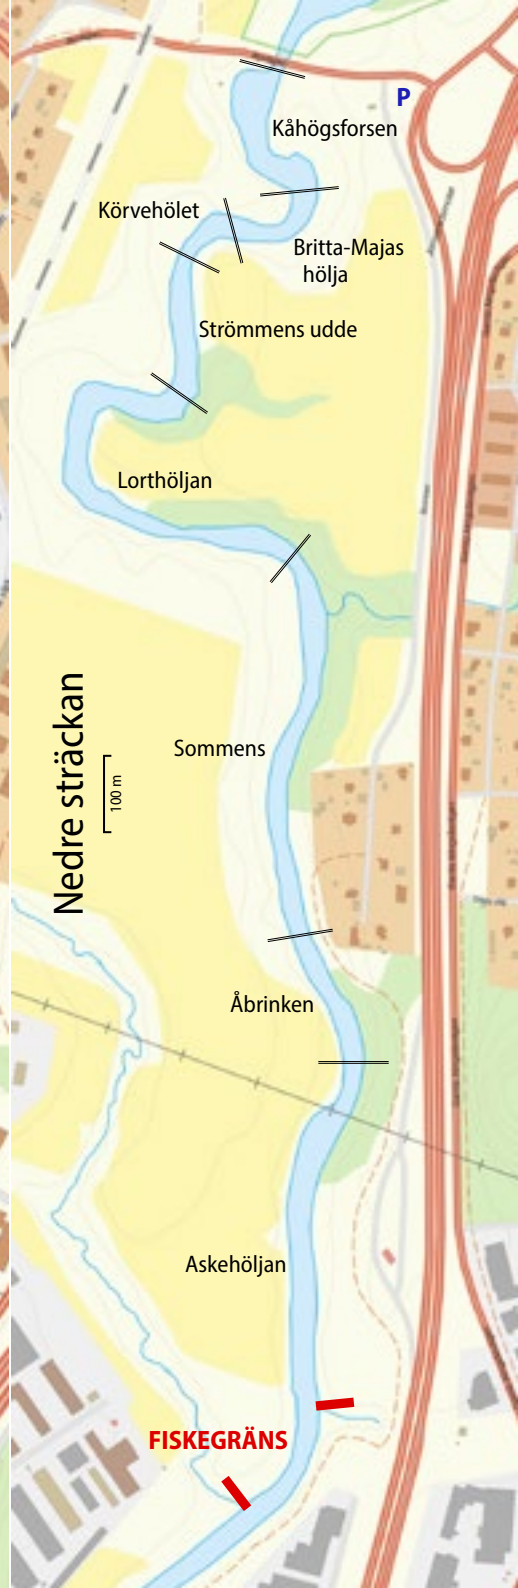 P
Kåhögsforsen
Körvehölet
Britta-Majas
hölja
Strömmens udde
Lorthöljan
Nedre sträckan
100 m
Sommens
Åbrinken
Askehöljan
FISKEGRÄNS